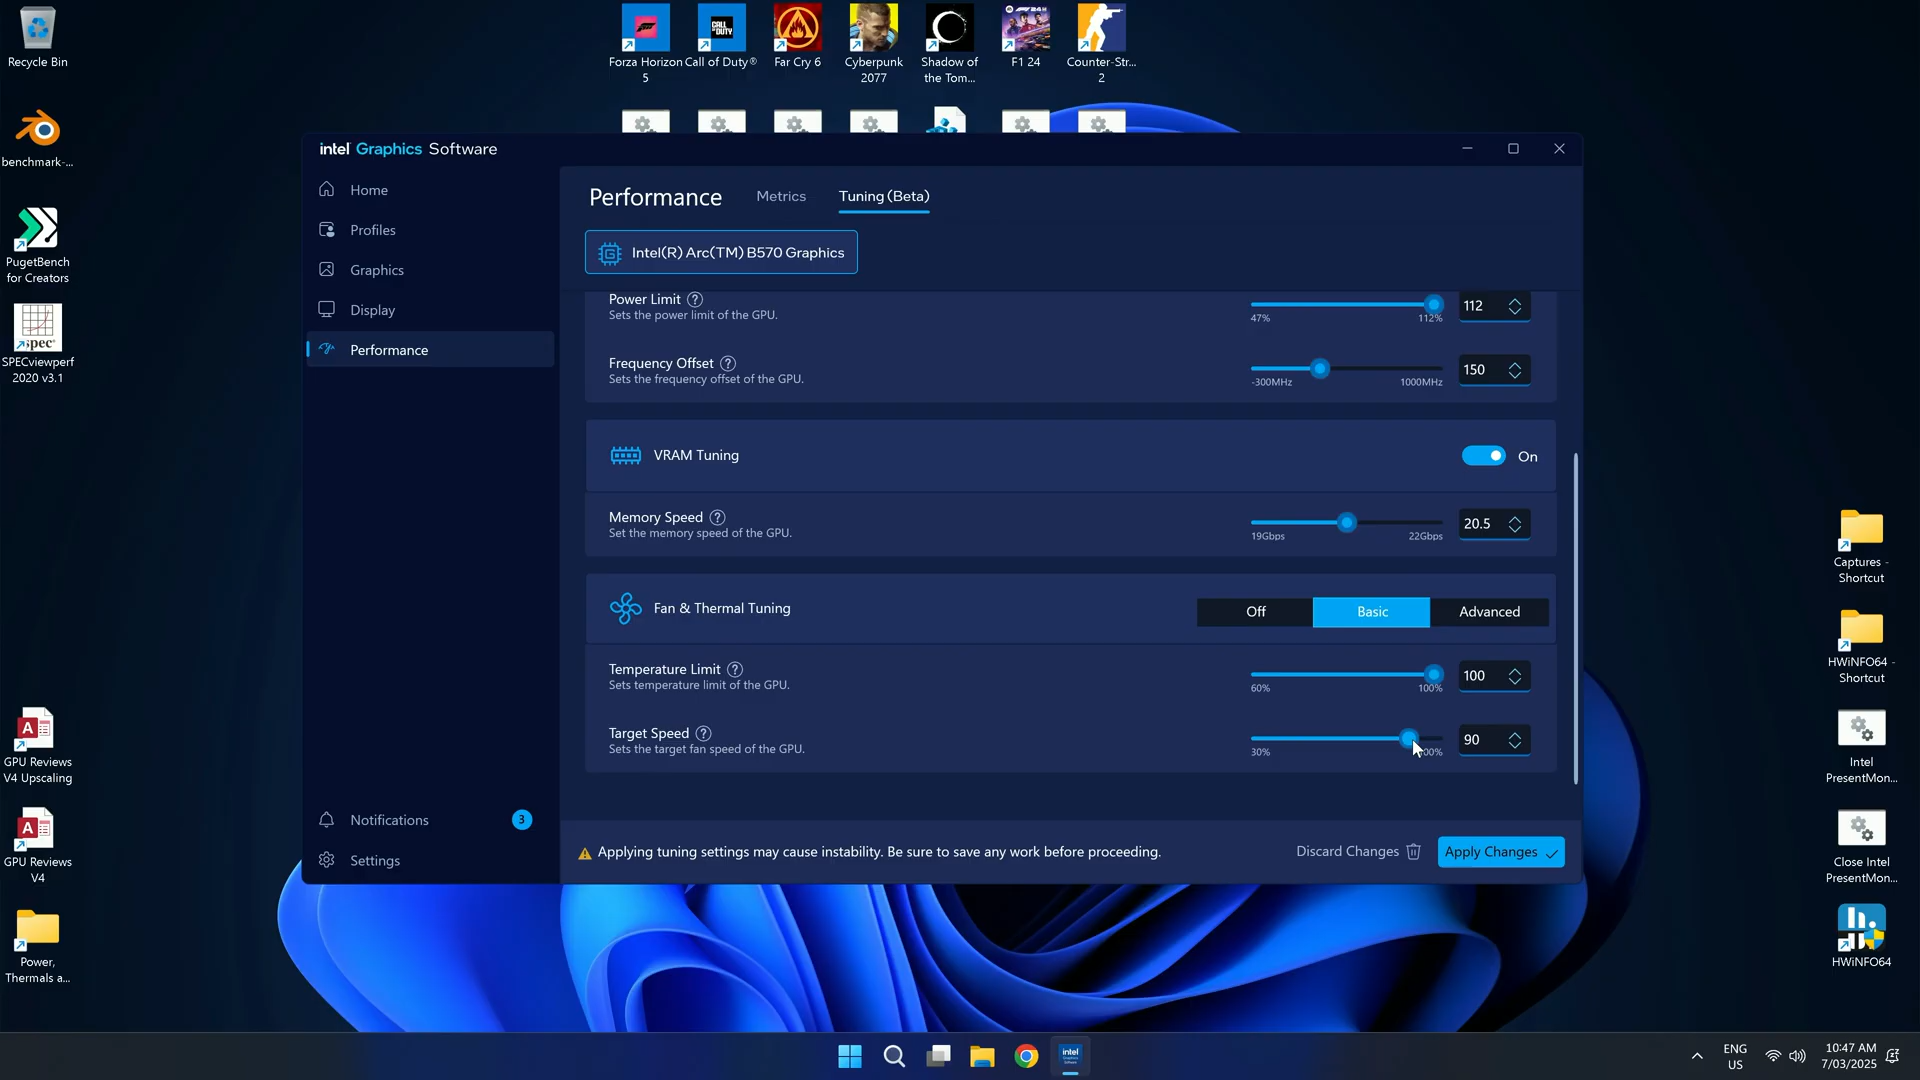 Recycle Bin
benchmark-...
PugetBench
for Creators
spec
SPECviewperf
2020 v3.1
GPU Reviews
V4 Upscaling
GPU Reviews
V4
Power,
Thermals a...
Forza Horizon
5
CALL OF DUTY
Call of Duty®
Far Cry 6
Cyberpunk
2077
Shadow of
the Tom...
F1 24
Counter-Str...
2
intel Graphics Software
Home
Profiles
Graphics
Display
Performance
Notifications
3
Settings
Performance
Metrics
Tuning (Beta)
Intel(R) Arc(TM) B570 Graphics
Power Limit ?
Sets the power limit of the GPU.
47%
112%
112
Frequency Offset ?
Sets the frequency offset of the GPU.
-300MHz
1000MHz
150
VRAM Tuning
On
Memory Speed ?
Set the memory speed of the GPU.
19Gbps
22Gbps
20.5
Fan & Thermal Tuning
Off
Basic
Advanced
Temperature Limit ?
Sets temperature limit of the GPU.
60%
100%
100
Target Speed ?
Sets the target fan speed of the GPU.
30%
00%
90
Applying tuning settings may cause instability. Be sure to save any work before proceeding.
Discard Changes
Apply Changes
Captures -
Shortcut
HWiNFO64 -
Shortcut
Intel
PresentMon...
Close Intel
PresentMon...
HWiNFO64
intel
ENG
US
10:47 AM
7/03/2025